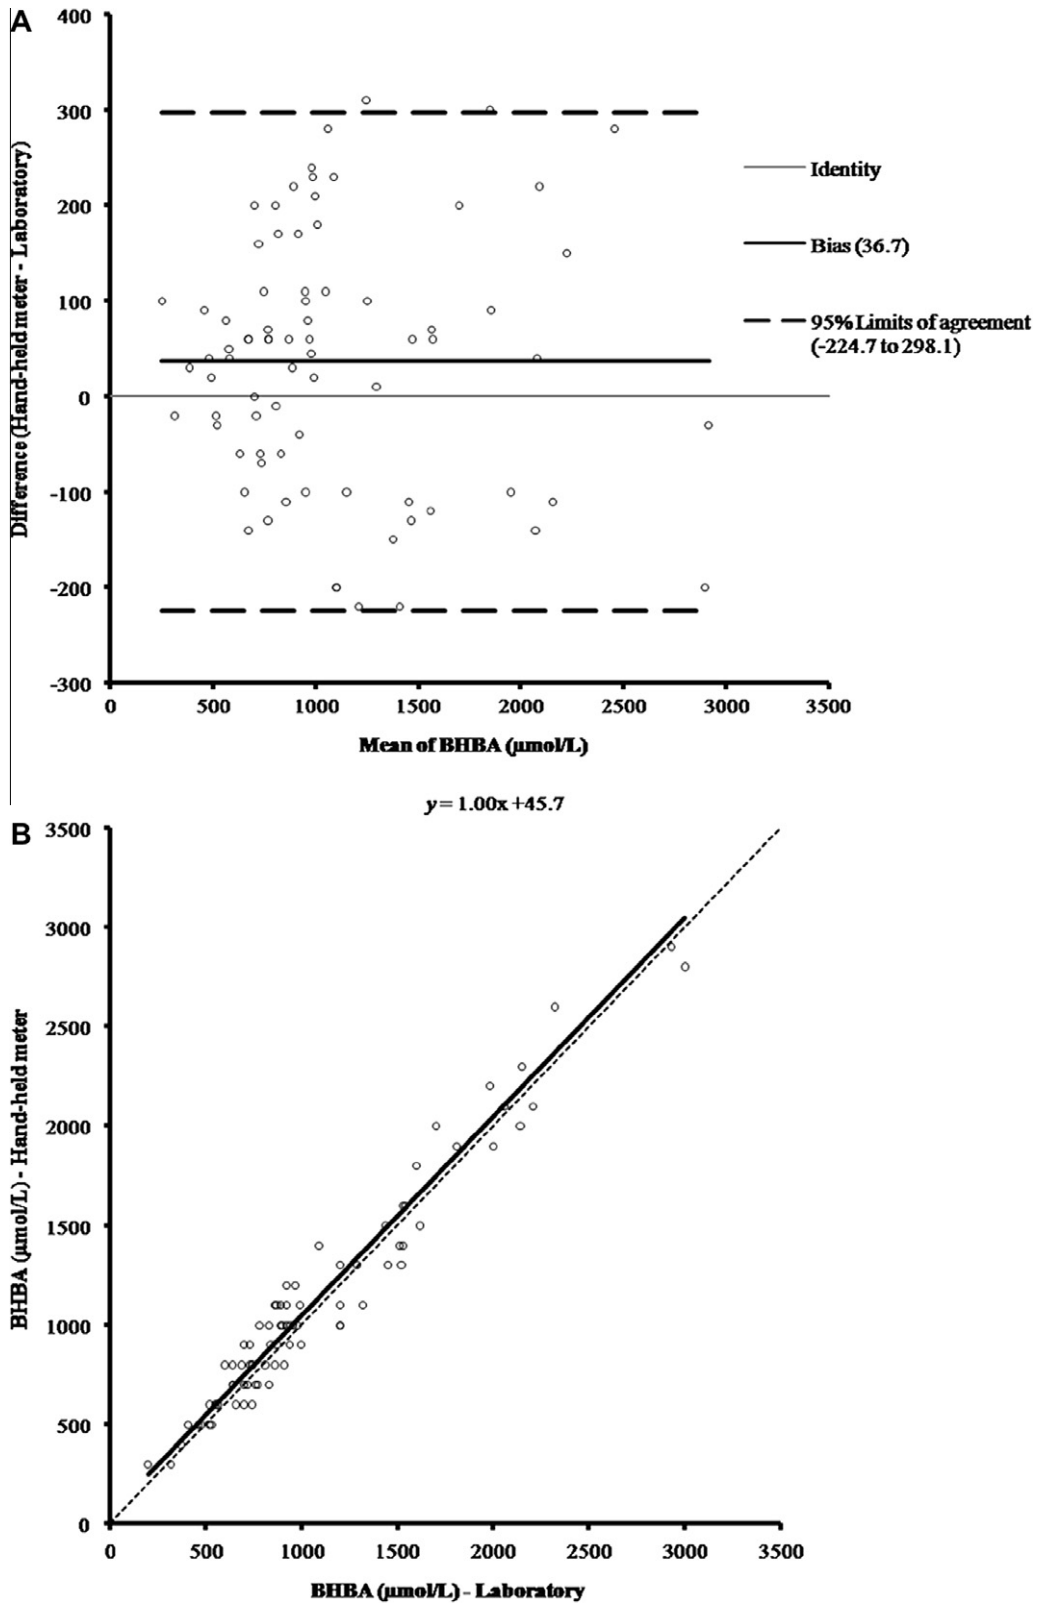 A
400
300
200
100
0
-100
-200
-300
Difference (Hand-held meter - Laboratory)
Identity
Bias (36.7)
95% Limits of agreement
(-224.7 to 298.1)
0 500 1000 1500 2000 2500 3000 3500
Mean of BHBA (µmol/L)
y = 1.00x +45.7
B
3500
3000
2500
2000
1500
1000
500
0
BHBA (µmol/L) - Hand-held meter
0 500 1000 1500 2000 2500 3000 3500
BHBA (µmol/L) - Laboratory